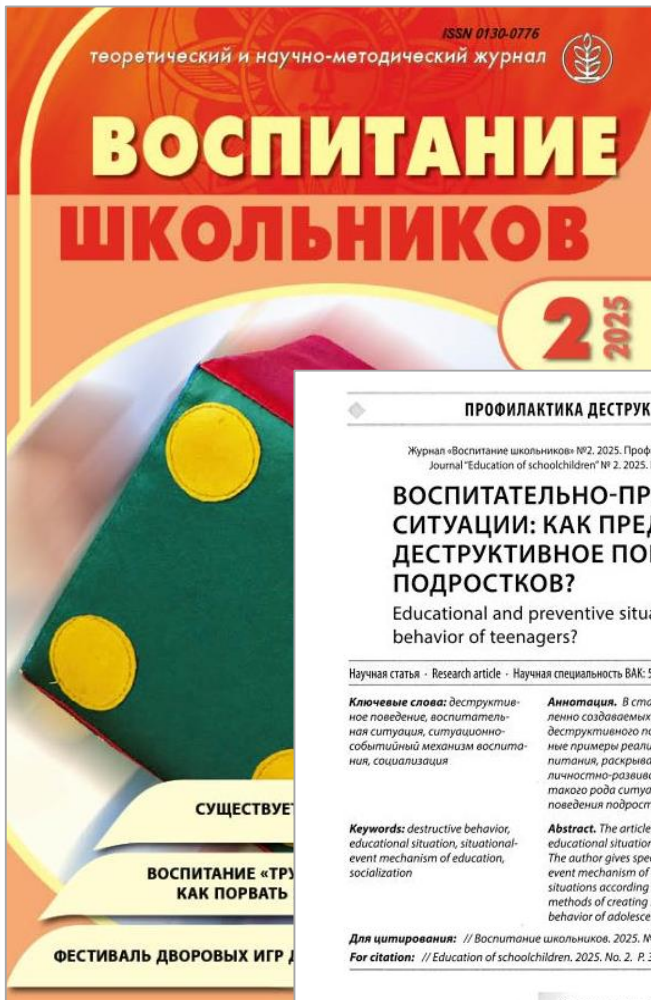 ISSN 0130-0776
теоретический и научно-методический журнал
ВОСПИТАНИЕ
ШКОЛЬНИКОВ
2
2025
СУЩЕСТВУЕТ
ВОСПИТАНИЕ «ТРУ
КАК ПОРВАТЬ
ФЕСТИВАЛЬ ДВОРОВЫХ ИГР Д
ПРОФИЛАКТИКА ДЕСТРУК
Журнал «Воспитание школьников» №2. 2025. Проф
Journal "Education of schoolchildren" № 2. 2025.
ВОСПИТАТЕЛЬНО-ПР
СИТУАЦИИ: КАК ПРЕД
ДЕСТРУКТИВНОЕ ПОВ
ПОДРОСТКОВ?
Educational and preventive situa
behavior of teenagers?
Научная статья · Research article · Научная специальность ВАК: 5
Ключевые слова: деструктив-
ное поведение, воспитатель-
ная ситуация, ситуационно-
событийный механизм воспита-
ния, социализация
Аннотация. В ста
ленно создаваемых
деструктивного по
ные примеры реали
питания, раскрыва
личностно-развива
такого рода ситуа
поведения подрост
Keywords: destructive behavior,
educational situation, situational-
event mechanism of education,
socialization
Abstract. The article
educational situation
The author gives spec
event mechanism of
situations according
methods of creating
behavior of adolesce
Для цитирования: // Воспитание школьников. 2025. №
For citation: // Education of schoolchildren. 2025. No. 2. P. 3